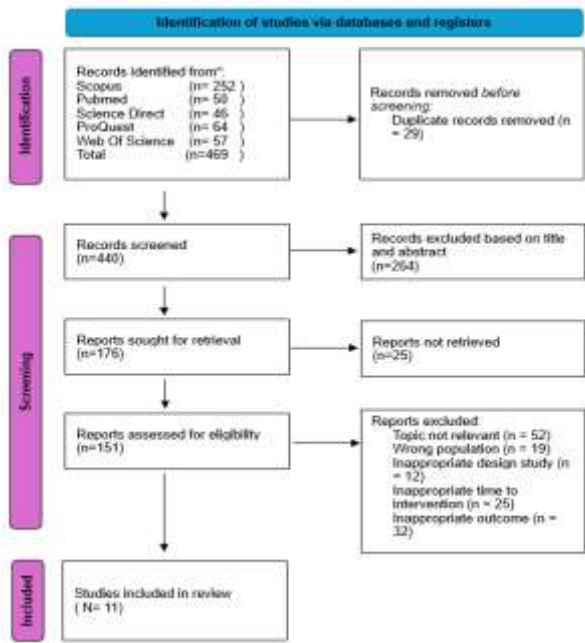 Identification of studies via databases and registers
Identification
Records Identified from*:
Scopus (n= 252 )
Pubmed (n= 50 )
Science Direct (n= 46 )
ProQuest (n= 64 )
Web Of Science (n= 57 )
Total (n=469 )
Records removed before
screening:
Duplicate records removed (n
= 29)
Screening
Records screened
(n=440)
Records excluded based on title
and abstract
(n=264)
Reports sought for retrieval
(n=176)
Reports not retrieved
(n=25)
Reports assessed for eligibility
(n=151)
Reports excluded:
Topic not relevant (n = 52)
Wrong population (n = 19)
Inappropriate design study (n
= 12)
Inappropriate time to
intervention (n = 25)
Inappropriate outcome (n =
32)
Included
Studies included in review
( N= 11)